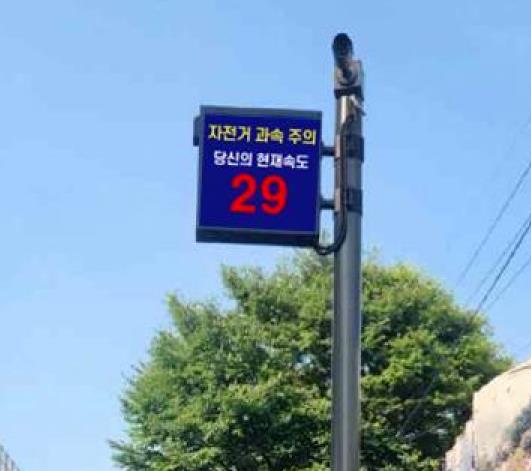 자전거 과속 주의
당신의 현재속도
29